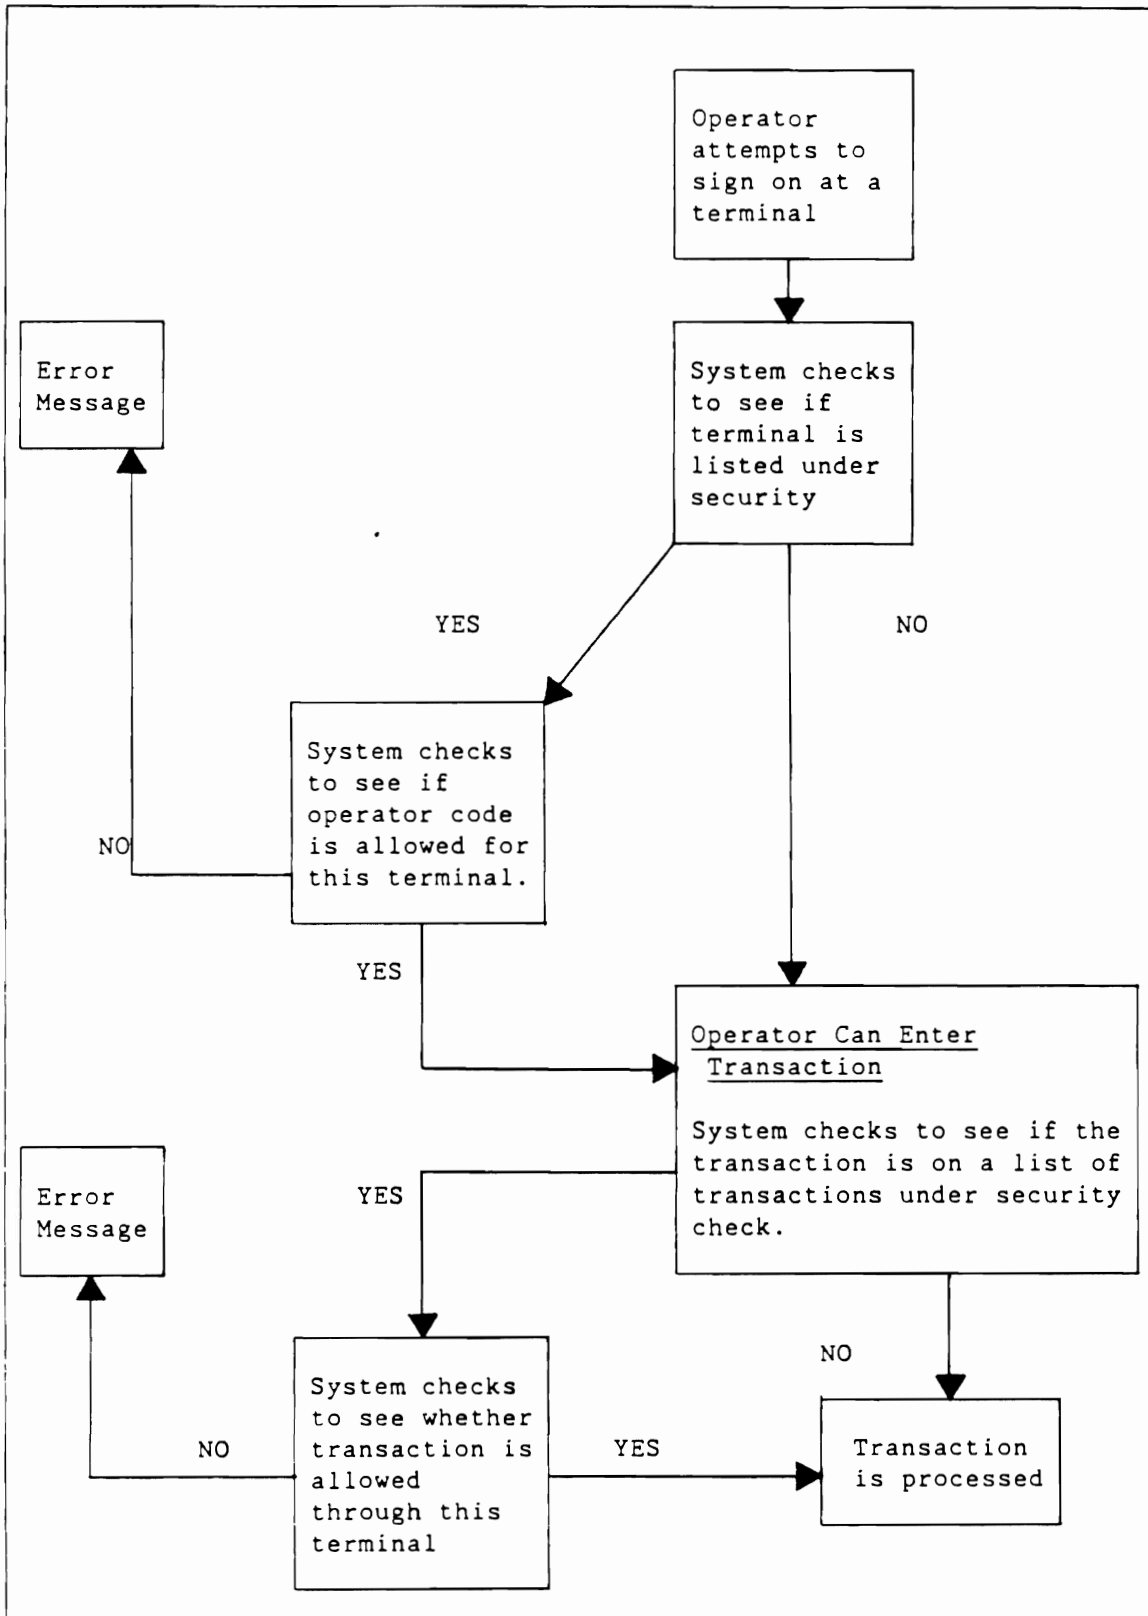 Operator
attempts to
sign on at a
terminal
Error
Message
System checks
to see if
terminal is
listed under
security
YES
NO
System checks
to see if
operator code
is allowed for
this terminal.
NO
YES
Operator Can Enter
Transaction
System checks to see if the
transaction is on a list of
transactions under security
check.
Error
Message
YES
NO
System checks
to see whether
transaction is
allowed
through this
terminal
NO
YES
Transaction
is processed